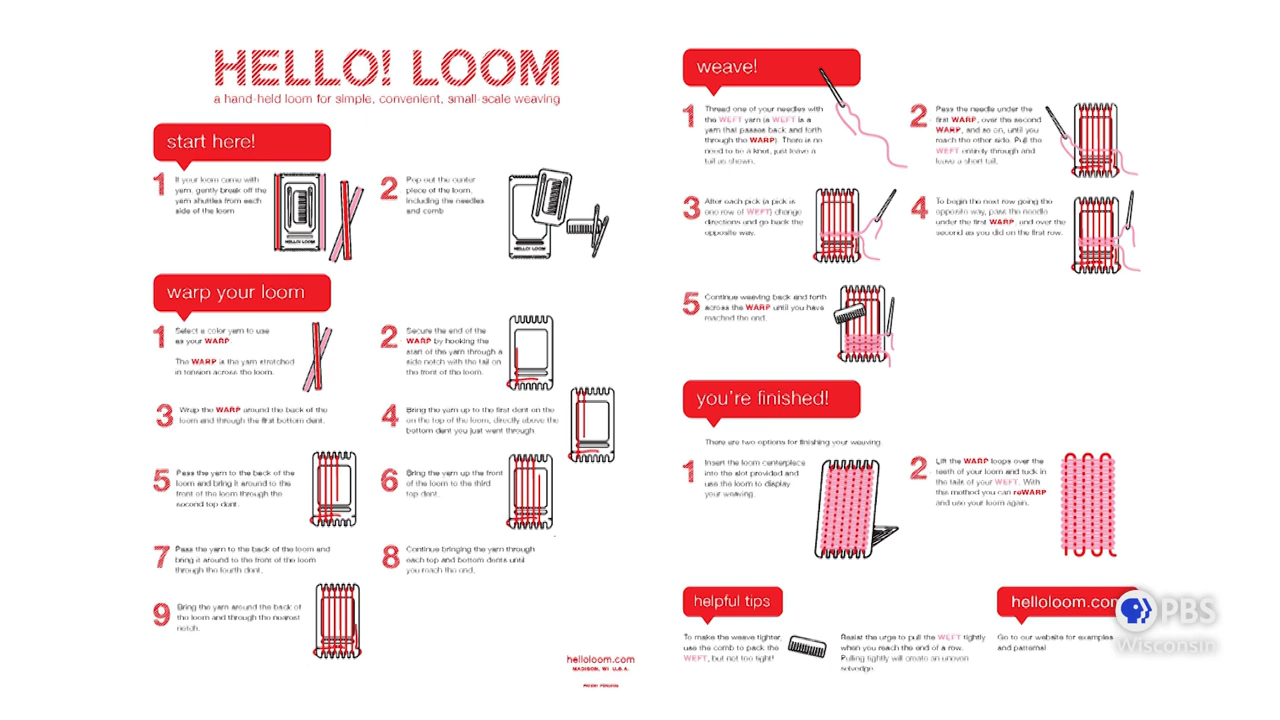 HELLO! LOOM
a hand-held loom for simple, convenient, small-scale weaving
start here!
1
If your loom came with
yarn, gently break off the
yarn shuttles from each
side of the loom
HELLO! LOOM
2
Pop out the center
piece of the loom,
including the needles
and comb
HELLO! LOOM
warp your loom
1
Select a color yarn to use
as your WARP.
The WARP is the yarn stretched
in tension across the loom.
2
Secure the end of the
WARP by hooking the
start of the yarn through a
side notch with the tail on
the front of the loom.
3
Wrap the WARP around the back of the
loom and through the first bottom dent.
4
Bring the yarn up to the first dent on the
on the top of the loom, directly above the
bottom dent you just went through.
5
Pass the yarn to the back of the
loom and bring it around to the
front of the loom through the
second top dent.
6
Bring the yarn up the front
of the loom to the third
top dent.
7
Pass the yarn to the back of the loom and
bring it around to the front of the loom
through the fourth dent.
8
Continue bringing the yarn through
each top and bottom dents until
you reach the end.
9
Bring the yarn around the back of
the loom and through the nearest
notch.
helloloom.com
MADISON, WI U.S.A.
PATENT PENDING
weave!
1
Thread one of your needles with
the WEFT yarn (a WEFT is a
yarn that passes back and forth
through the WARP). There is no
need to tie a knot, just leave a
tail as shown.
2
Pass the needle under the
first WARP, over the second
WARP, and so on, until you
reach the other side. Pull the
WEFT entirely through and
leave a short tail.
3
After each pick (a pick is
one row of WEFT) change
directions and go back the
opposite way.
4
To begin the next row going the
opposite way, pass the needle
under the first WARP, and over the
second as you did on the first row.
5
Continue weaving back and forth
across the WARP until you have
reached the end.
you're finished!
There are two options for finishing your weaving.
1
Insert the loom centerpiece
into the slot provided and
use the loom to display
your weaving.
2
Lift the WARP loops over the
teeth of your loom and tuck in
the tails of your WEFT. With
this method you can reWARP
and use your loom again.
helpful tips
To make the weave tighter,
use the comb to pack the
WEFT, but not too tight!
Resist the urge to pull the WEFT tightly
when you reach the end of a row.
Pulling tightly will create an uneven
selvedge.
helloloom.com
Go to our website for examples
and patterns!
PBS
Wisconsin